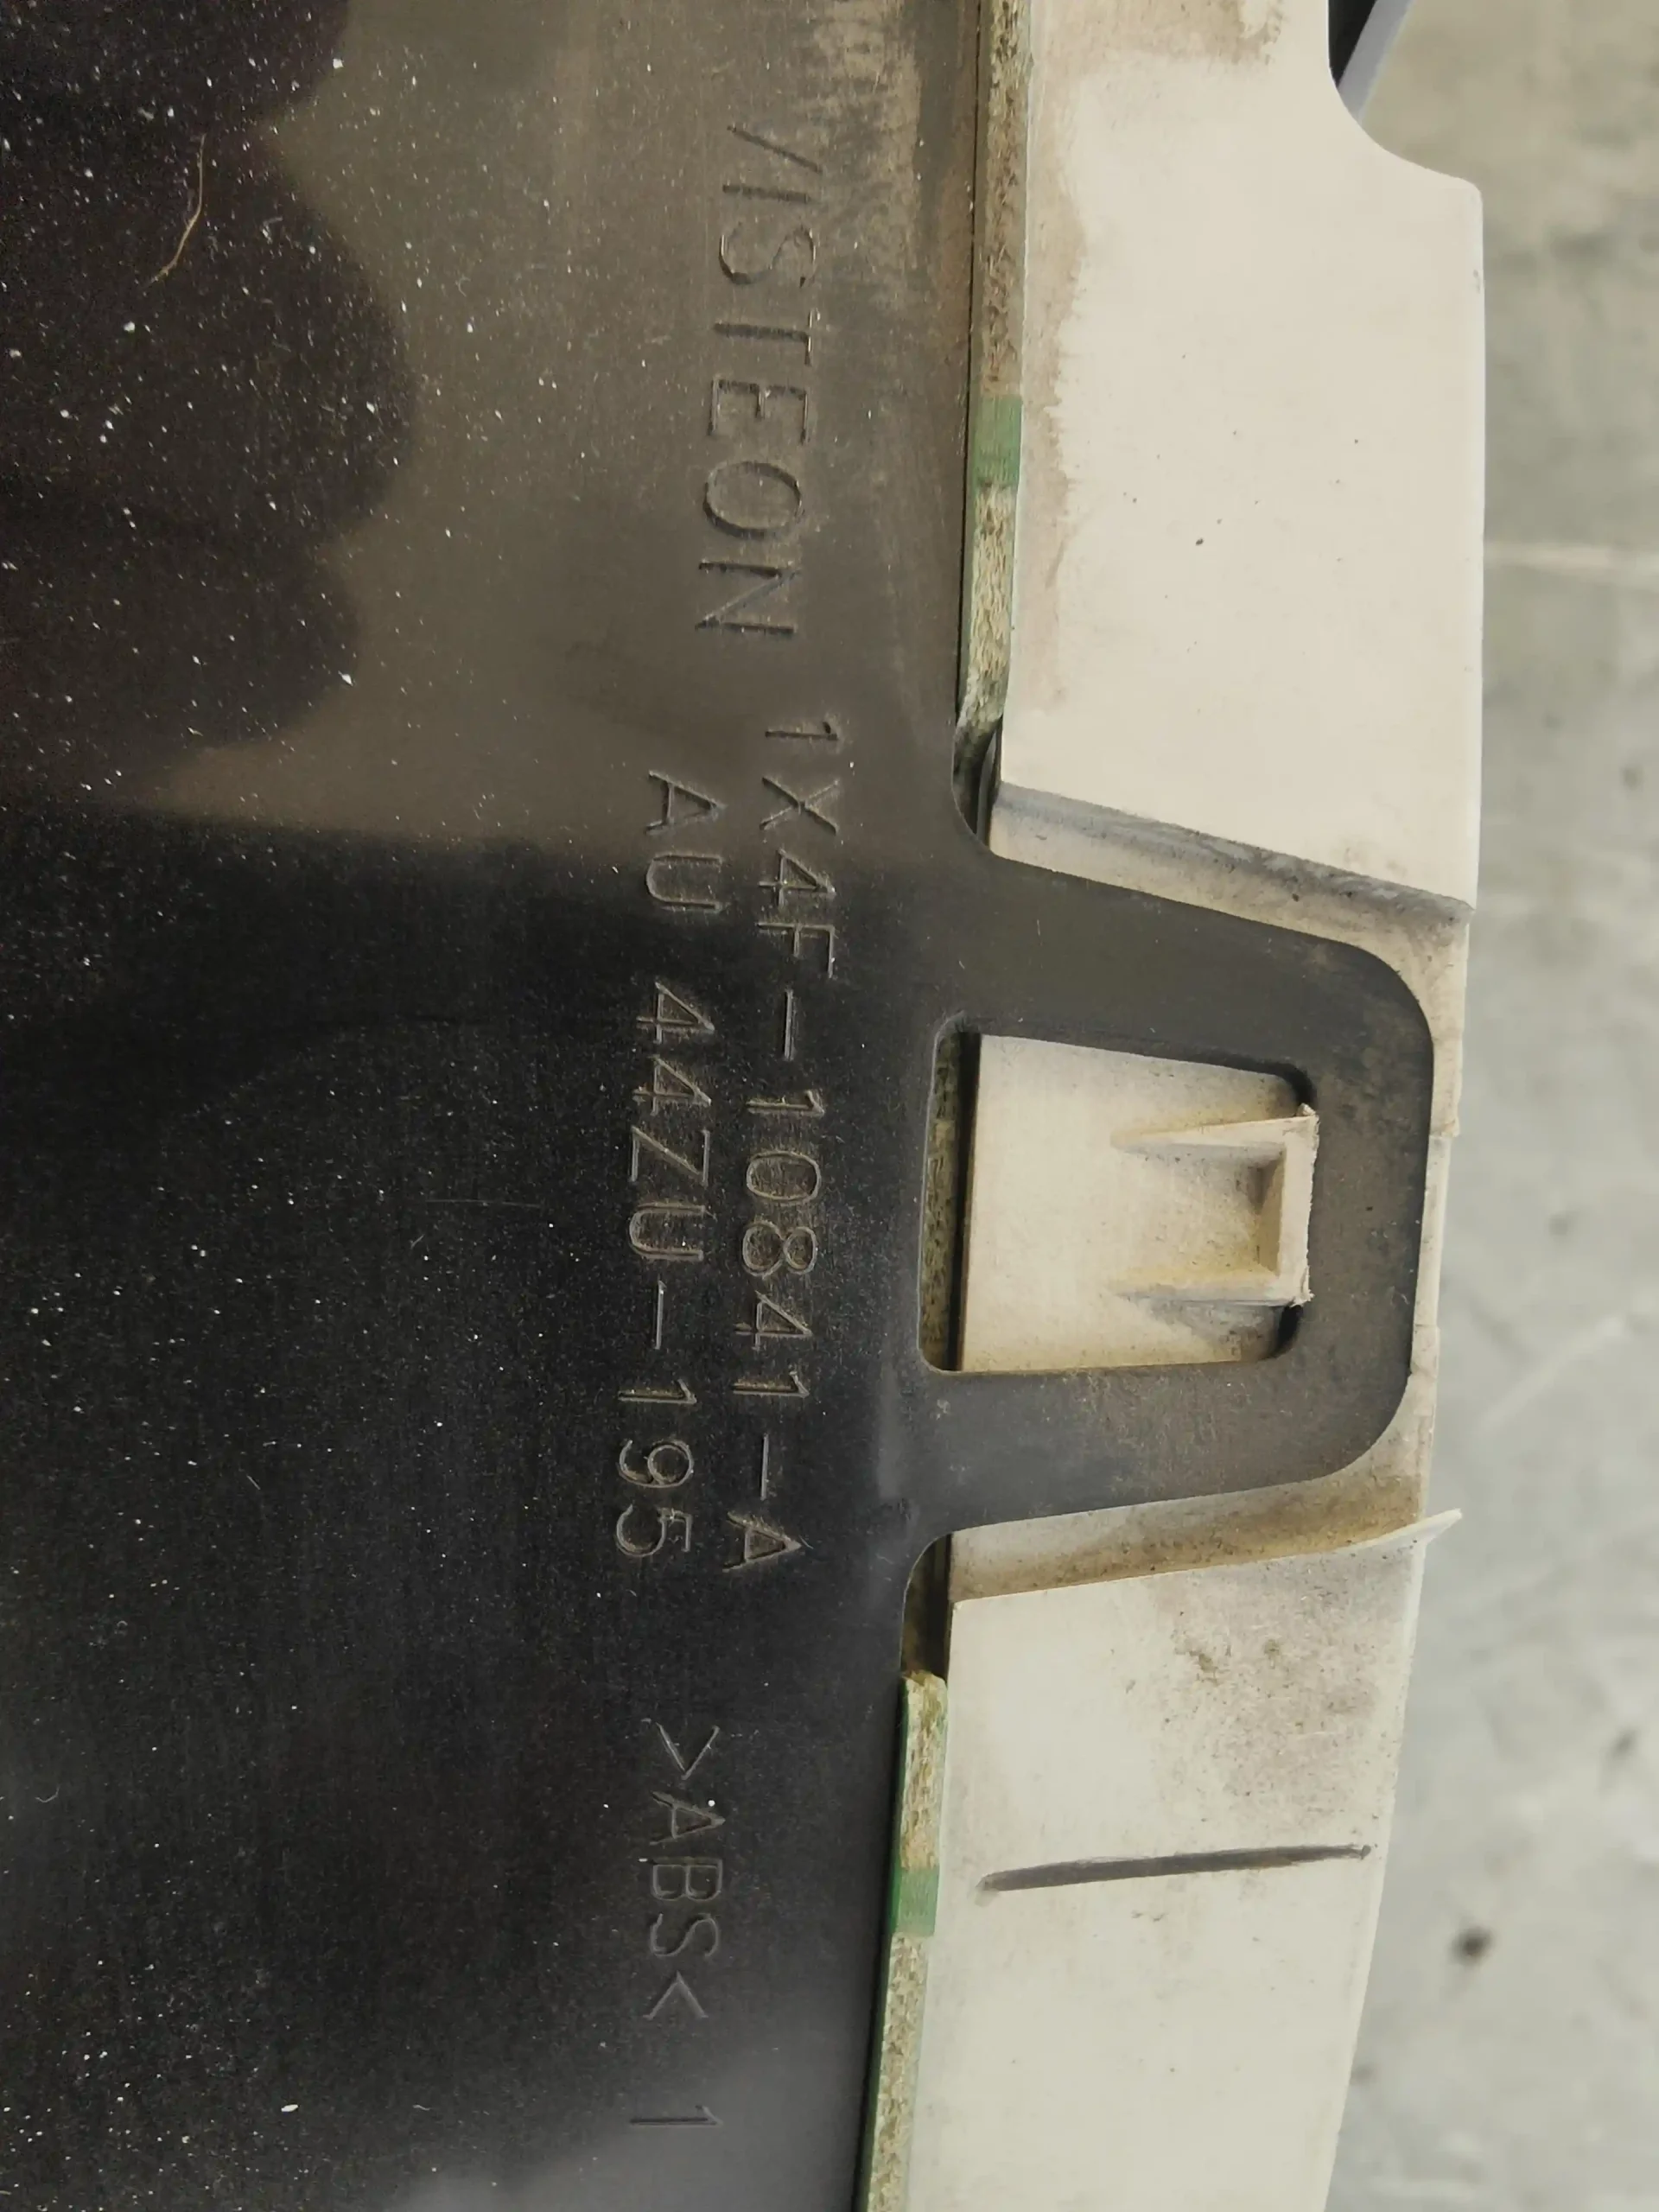 VISTEON 1X4F-10841-A
AU 44ZU-195 >ABS< 1